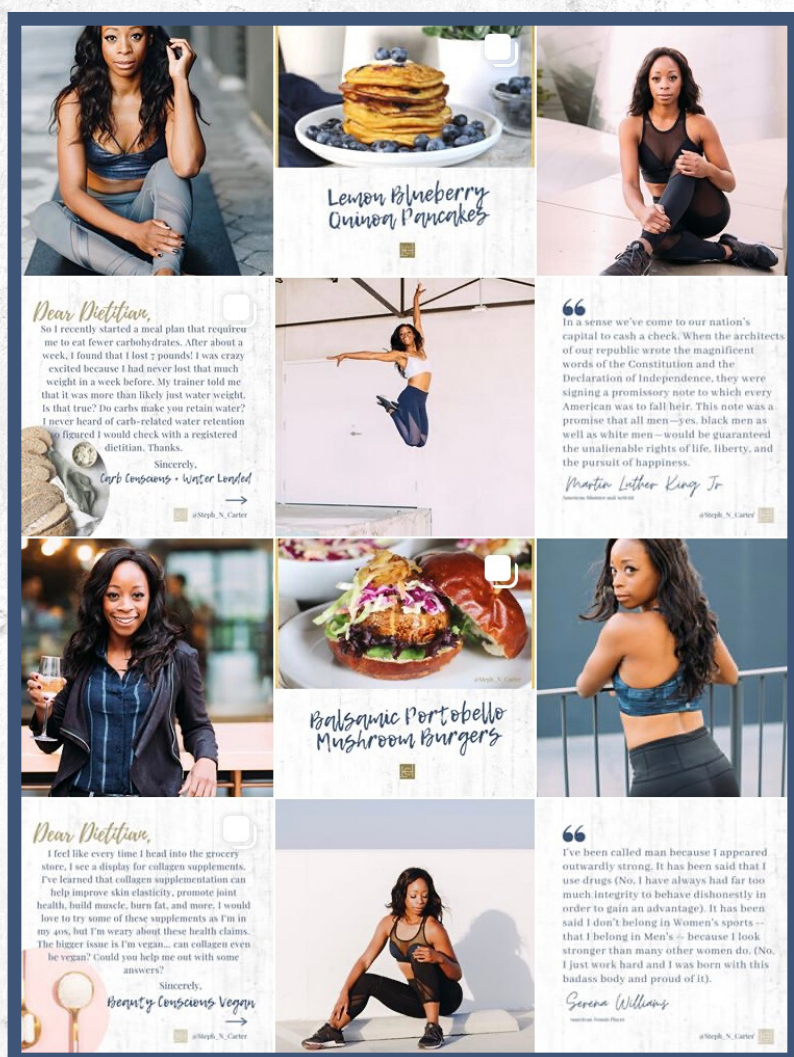 Lemon Blueberry
Quinoa Pancakes
Dear Dietitian,
So I recently started a meal plan that required
me to eat fewer carbohydrates. After about a
week, I found that I lost 7 pounds! I was crazy
excited because I had never lost that much
weight in a week before. My trainer told me
that it was more than likely just water weight.
Is that true? Do carbs make you retain water?
I never heard of carb-related water retention
so figured I would check with a registered
dietitian. Thanks.
Sincerely,
Carb Conscious + Water Loaded
@Steph_N_Carter
“
In a sense we've come to our nation's
capital to cash a check. When the architects
of our republic wrote the magnificent
words of the Constitution and the
Declaration of Independence, they were
signing a promissory note to which every
American was to fall heir. This note was a
promise that all men—yes, black men as
well as white men—would be guaranteed
the unalienable rights of life, liberty, and
the pursuit of happiness.
Martin Luther King Jr
American Minister and Activist
@Steph_N_Carter
@Steph_N_Carter
Balsamic Portobello
Mushroom Burgers
Dear Dietitian,
I feel like every time I head into the grocery
store, I see a display for collagen supplements.
I've learned that collagen supplementation can
help improve skin elasticity, promote joint
health, build muscle, burn fat, and more. I would
love to try some of these supplements as I'm in
my 40s, but I'm weary about these health claims.
The bigger issue is I'm vegan... can collagen even
be vegan? Could you help me out with some
answers?
Sincerely,
Beauty Conscious Vegan
@Steph_N_Carter
“
I've been called man because I appeared
outwardly strong. It has been said that I
use drugs (No, I have always had far too
much integrity to behave dishonestly in
order to gain an advantage). It has been
said I don't belong in Women's sports --
that I belong in Men's -- because I look
stronger than many other women do. (No,
I just work hard and I was born with this
badass body and proud of it).
Serena Williams
American Tennis Player
@Steph_N_Carter